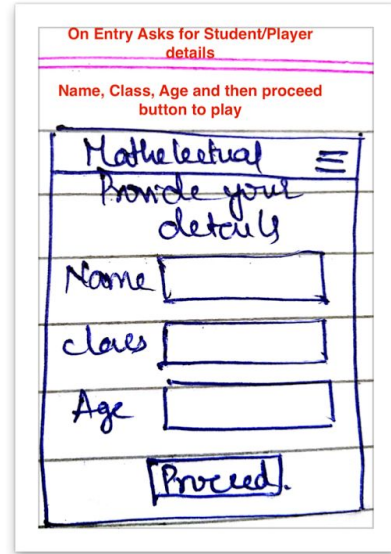 On Entry Asks for Student/Player
details
Name, Class, Age and then proceed
button to play
Mathelectual
Provide your
details
Name
class
Age
Proceed.